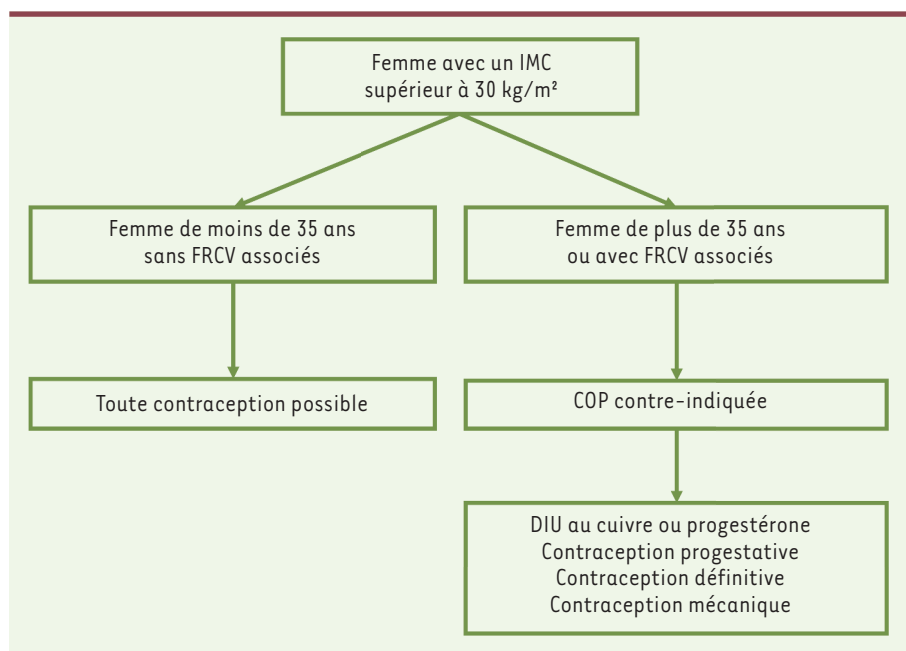 Femme avec un IMC
supérieur à 30 kg/m²
Femme de moins de 35 ans
sans FRCV associés
Femme de plus de 35 ans
ou avec FRCV associés
Toute contraception possible
COP contre-indiquée
DIU au cuivre ou progestérone
Contraception progestative
Contraception définitive
Contraception mécanique